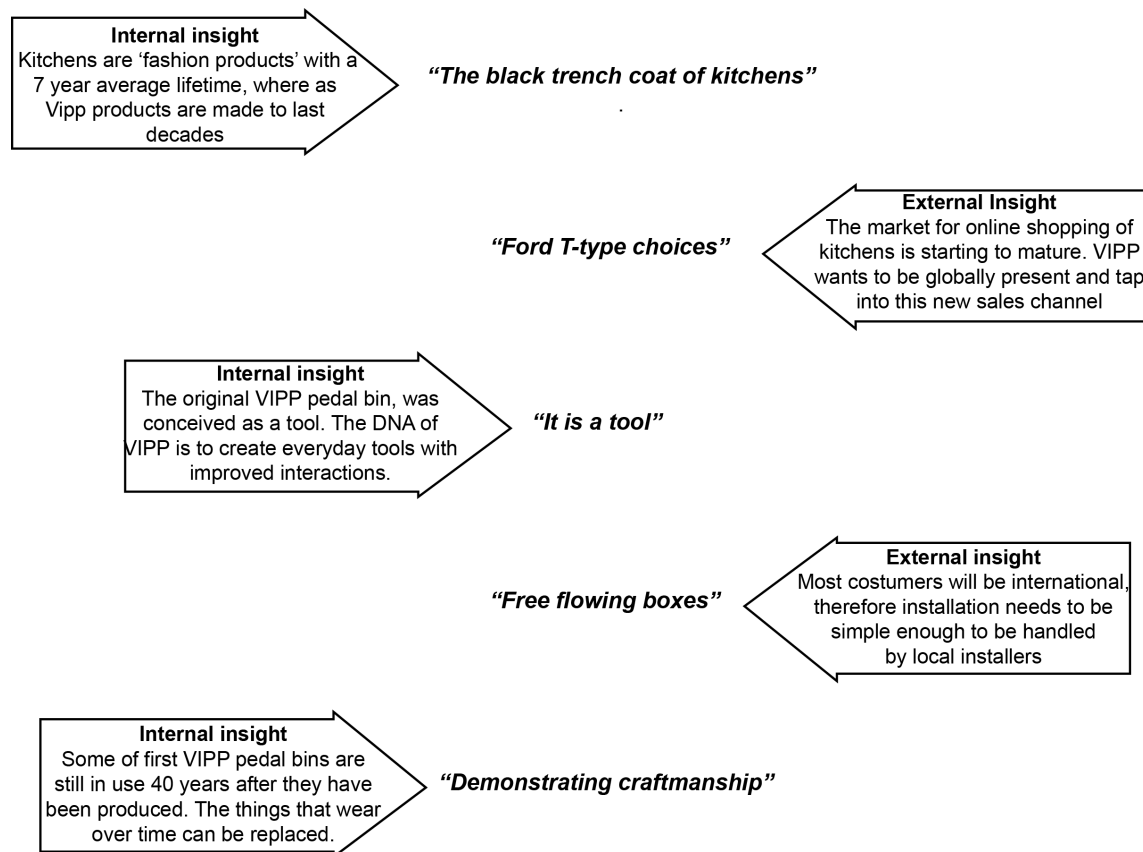 Internal insight
Kitchens are ‘fashion products’ with a
7 year average lifetime, where as
Vipp products are made to last
decades
“The black trench coat of kitchens”
.
External Insight
The market for online shopping of
kitchens is starting to mature. VIPP
wants to be globally present and tap
into this new sales channel
“Ford T-type choices”
Internal insight
The original VIPP pedal bin, was
conceived as a tool. The DNA of
VIPP is to create everyday tools with
improved interactions.
“It is a tool”
External insight
Most costumers will be international,
therefore installation needs to be
simple enough to be handled
by local installers
“Free flowing boxes”
Internal insight
Some of first VIPP pedal bins are
still in use 40 years after they have
been produced. The things that wear
over time can be replaced.
“Demonstrating craftmanship”